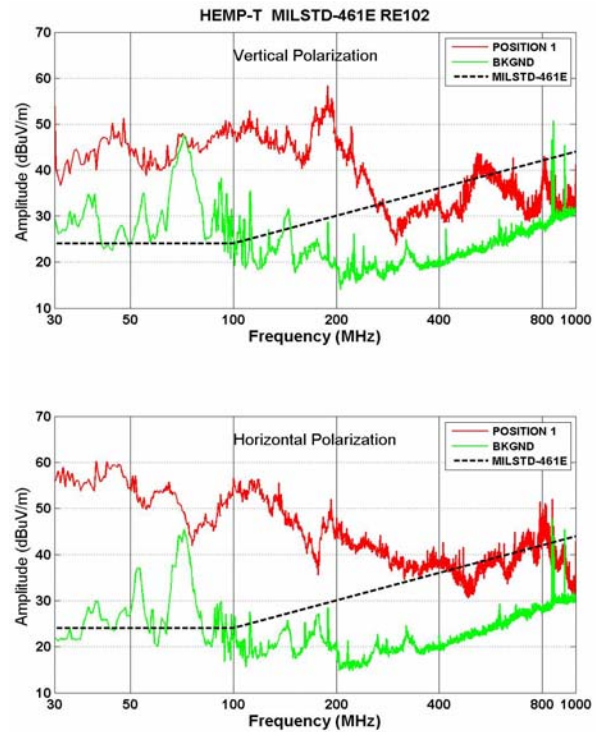 HEMP-T MILSTD-461E RE102
Vertical Polarization
POSITION 1
BKGND
MILSTD-461E
Amplitude (dBuV/m)
70
60
50
40
30
20
10
30 50 100 200 400 800 1000
Frequency (MHz)
Horizontal Polarization
POSITION 1
BKGND
MILSTD-461E
Amplitude (dBuV/m)
70
60
50
40
30
20
10
30 50 100 200 400 800 1000
Frequency (MHz)